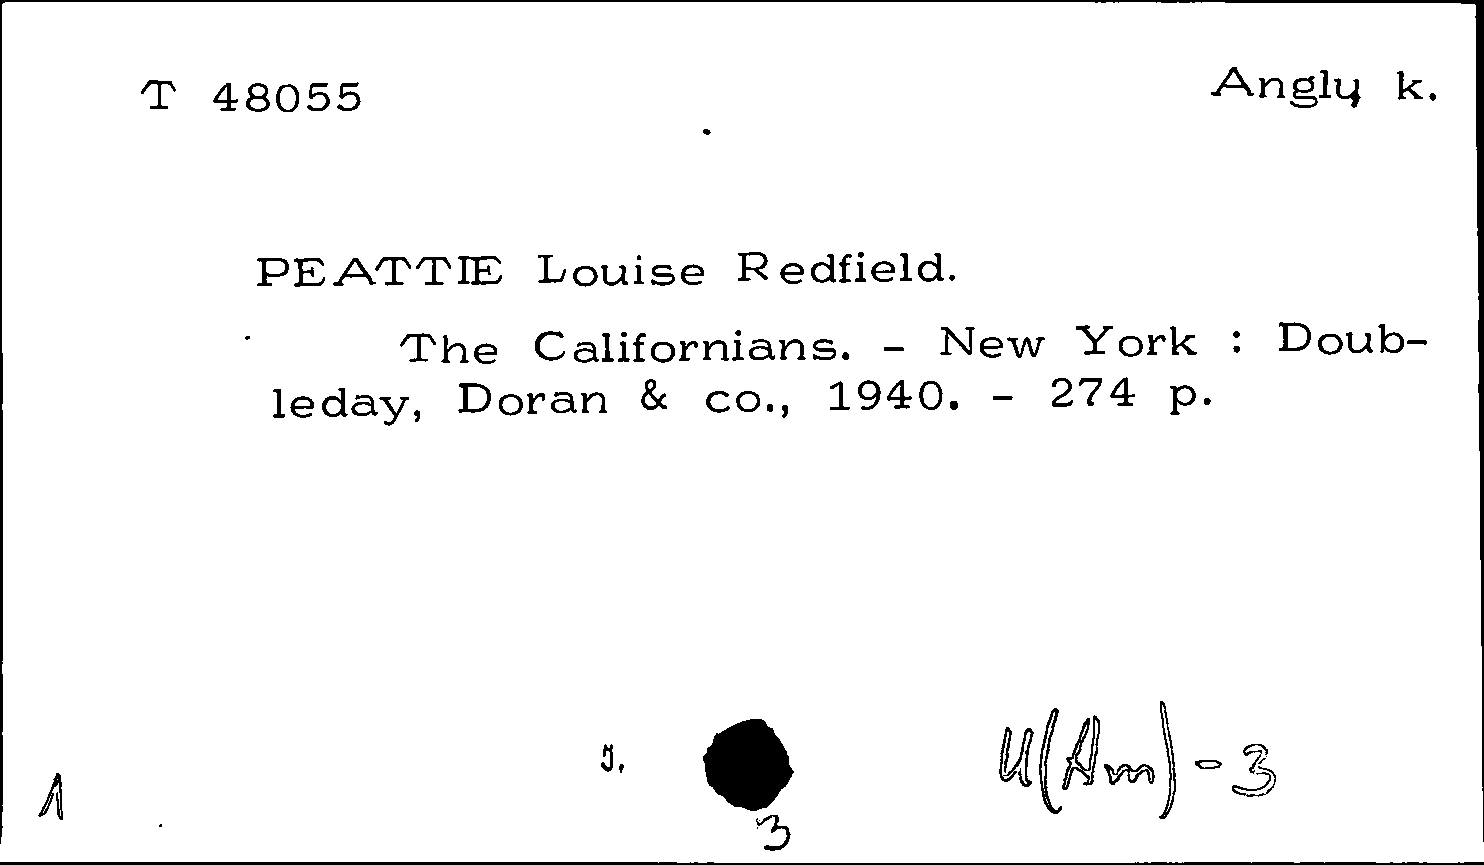 T 48055
Anglų k.
PEATTIE Louise Redfield.
The Californians. - New York : Doub-
leday, Doran & co., 1940. - 274 p.
U(Am)-3
1
3